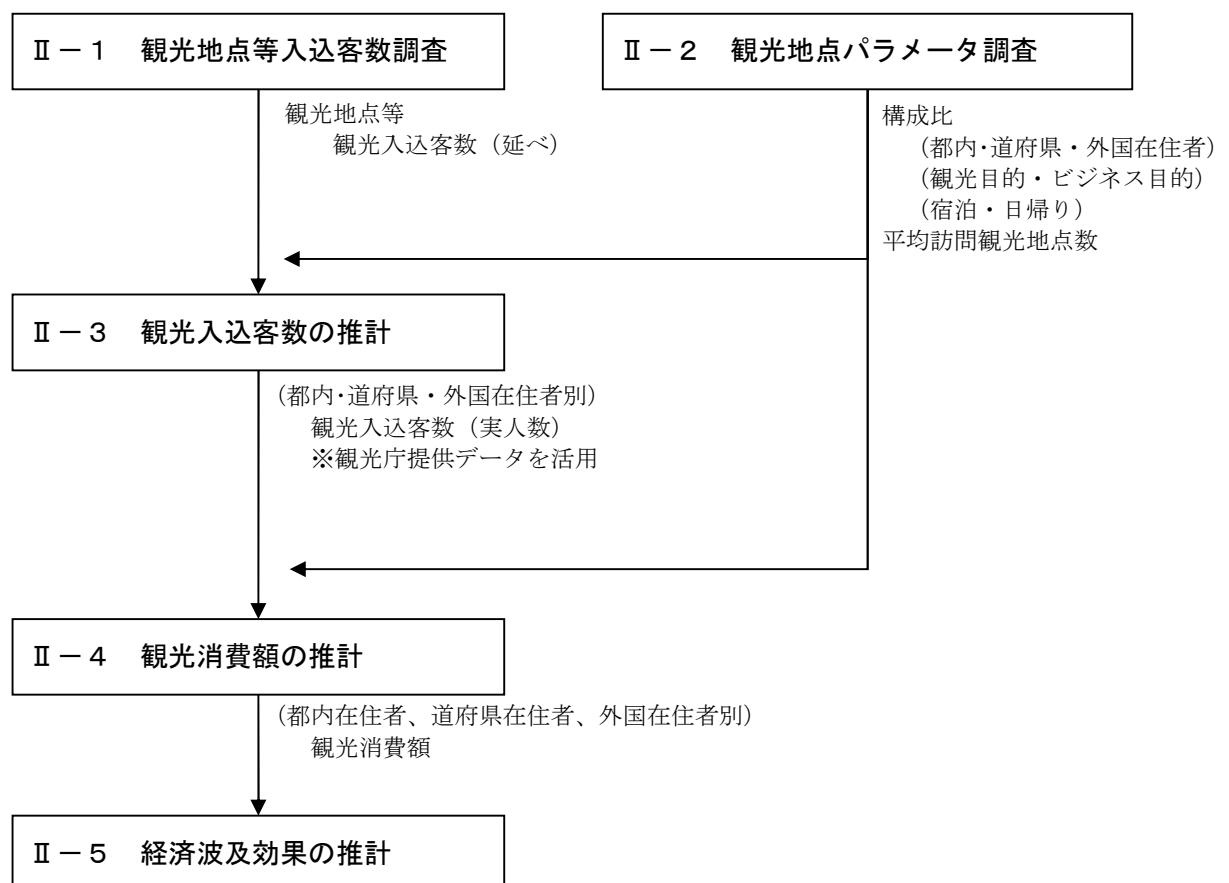 Ⅱ－１　観光地点等入込客数調査
Ⅱ－２　観光地点パラメータ調査
観光地点等
観光入込客数（延べ）
構成比
（都内･道府県・外国在住者）
（観光目的・ビジネス目的）
（宿泊・日帰り）
平均訪問観光地点数
Ⅱ－３　観光入込客数の推計
（都内･道府県・外国在住者別）
観光入込客数（実人数）
※観光庁提供データを活用
Ⅱ－４　観光消費額の推計
（都内在住者、道府県在住者、外国在住者別）
観光消費額
Ⅱ－５　経済波及効果の推計